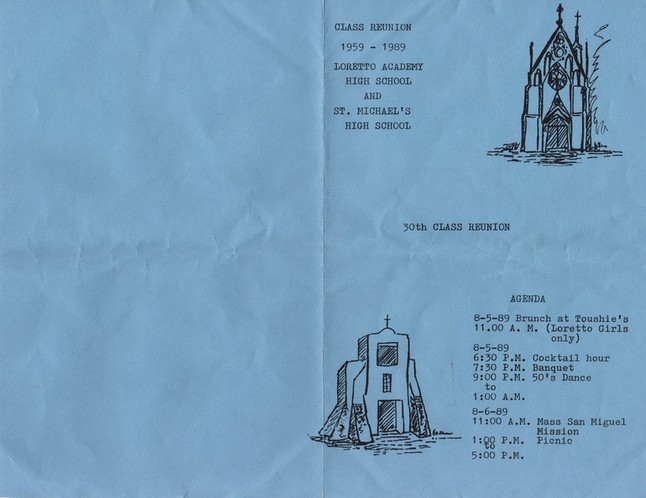 CLASS REUNION
1959 - 1989
LORETTO ACADEMY
HIGH SCHOOL
AND
ST. MICHAEL'S
HIGH SCHOOL
30th CLASS REUNION
AGENDA
8-5-89 Brunch at Toushie's
11.00 A. M. (Loretto Girls
only)
8-5-89
6:30 P.M. Cocktail hour
7:30 P.M. Banquet
9:00 P.M. 50's Dance
to
1:00 A.M.
8-6-89
11:00 A.M. Mass San Miguel
Mission
1:00 P.M. Picnic
to
5:00 P.M.